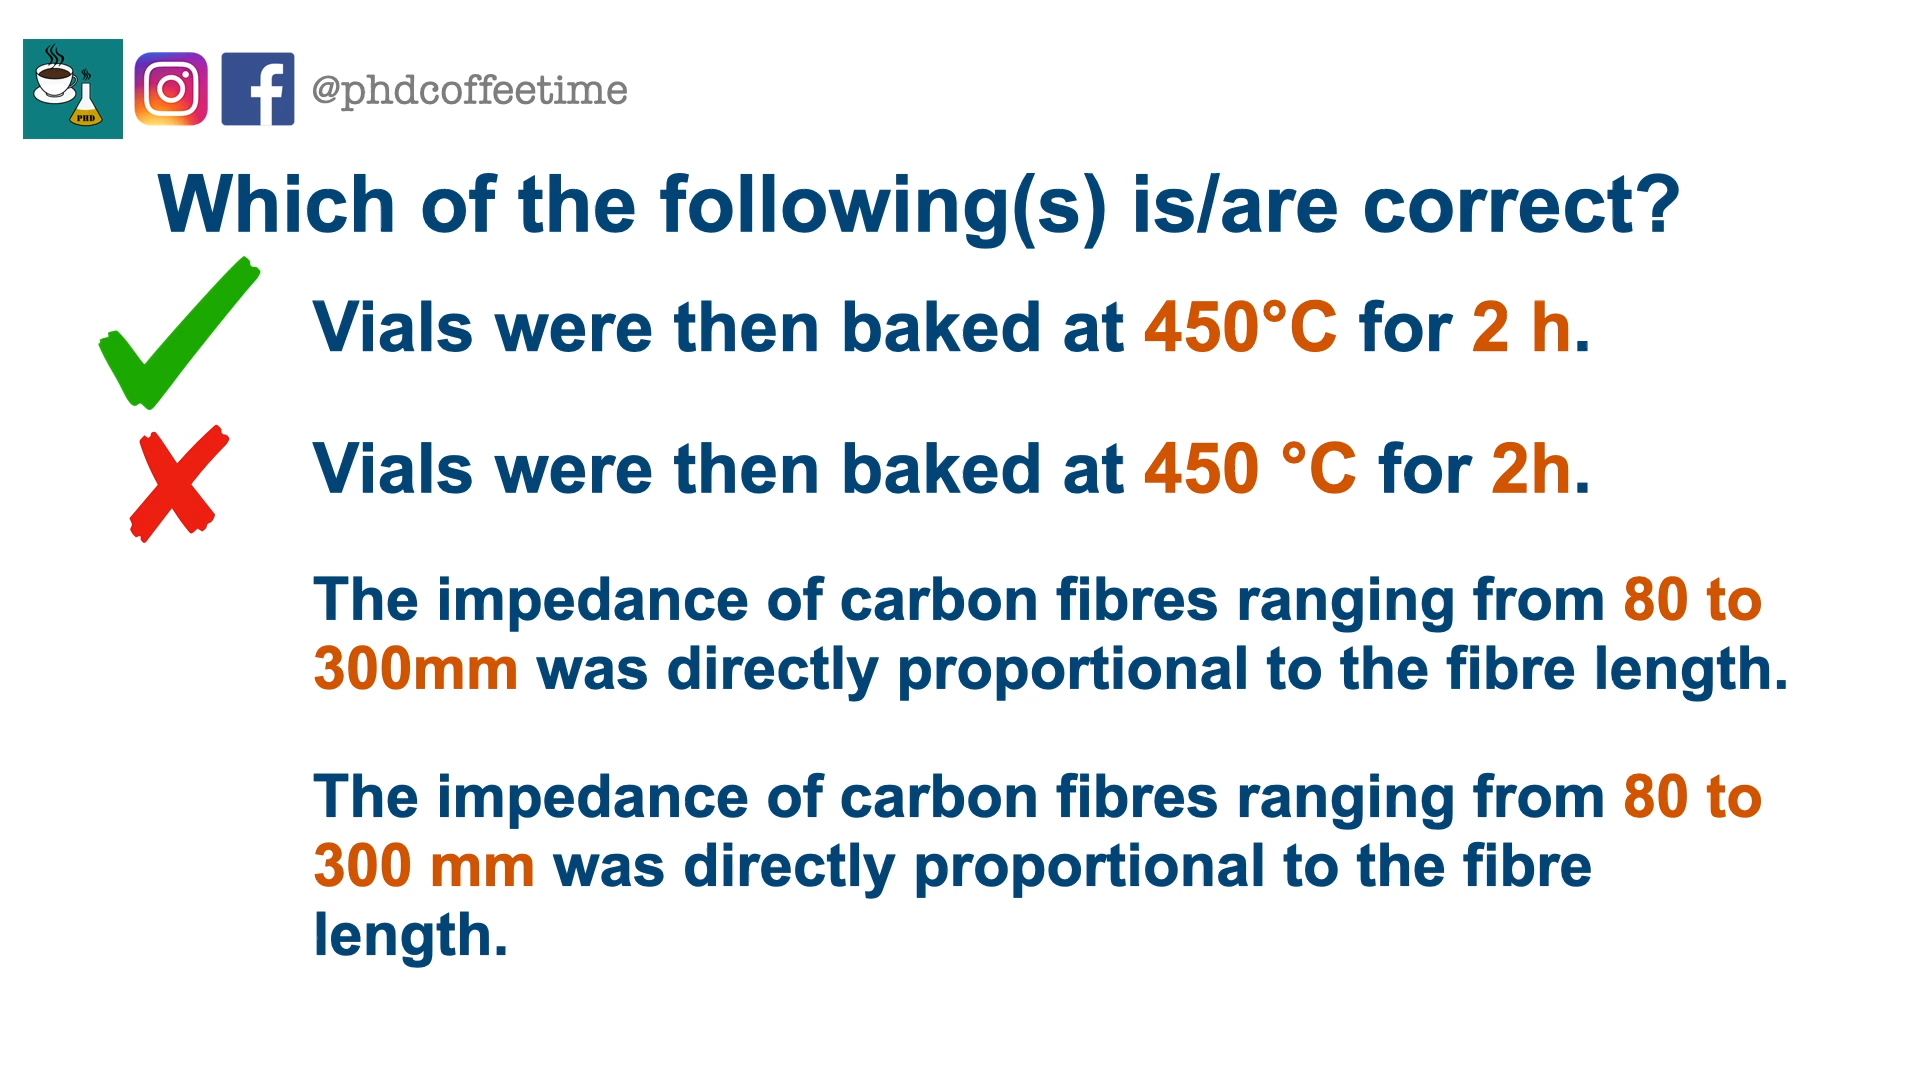 PHD
@phdcoffeetime
Which of the following(s) is/are correct?
Vials were then baked at 450°C for 2 h.
Vials were then baked at 450 °C for 2h.
The impedance of carbon fibres ranging from 80 to
300mm was directly proportional to the fibre length.
The impedance of carbon fibres ranging from 80 to
300 mm was directly proportional to the fibre
length.